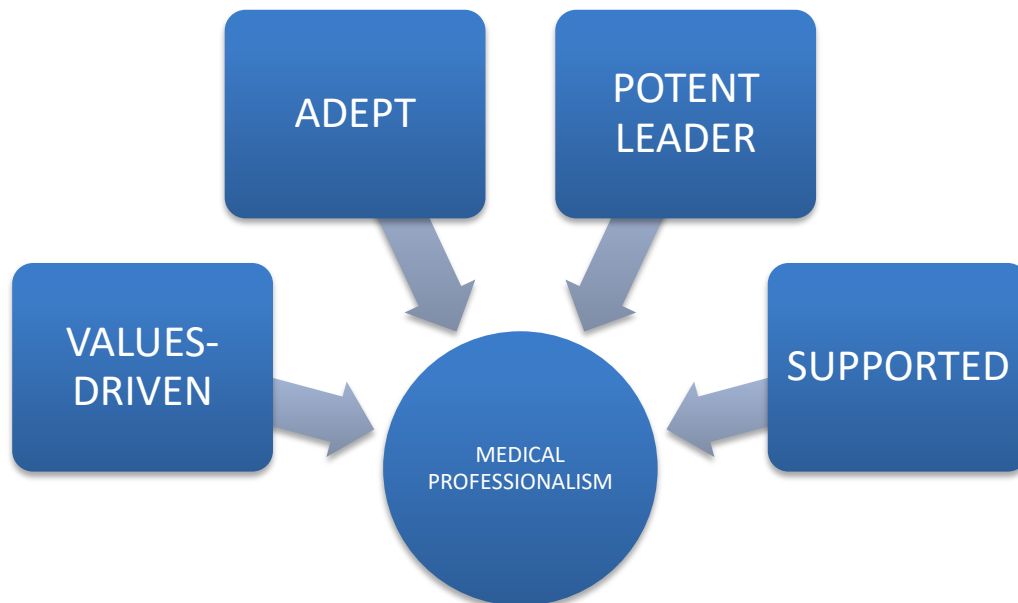 ADEPT
POTENT
LEADER
VALUES-
DRIVEN
SUPPORTED
MEDICAL
PROFESSIONALISM